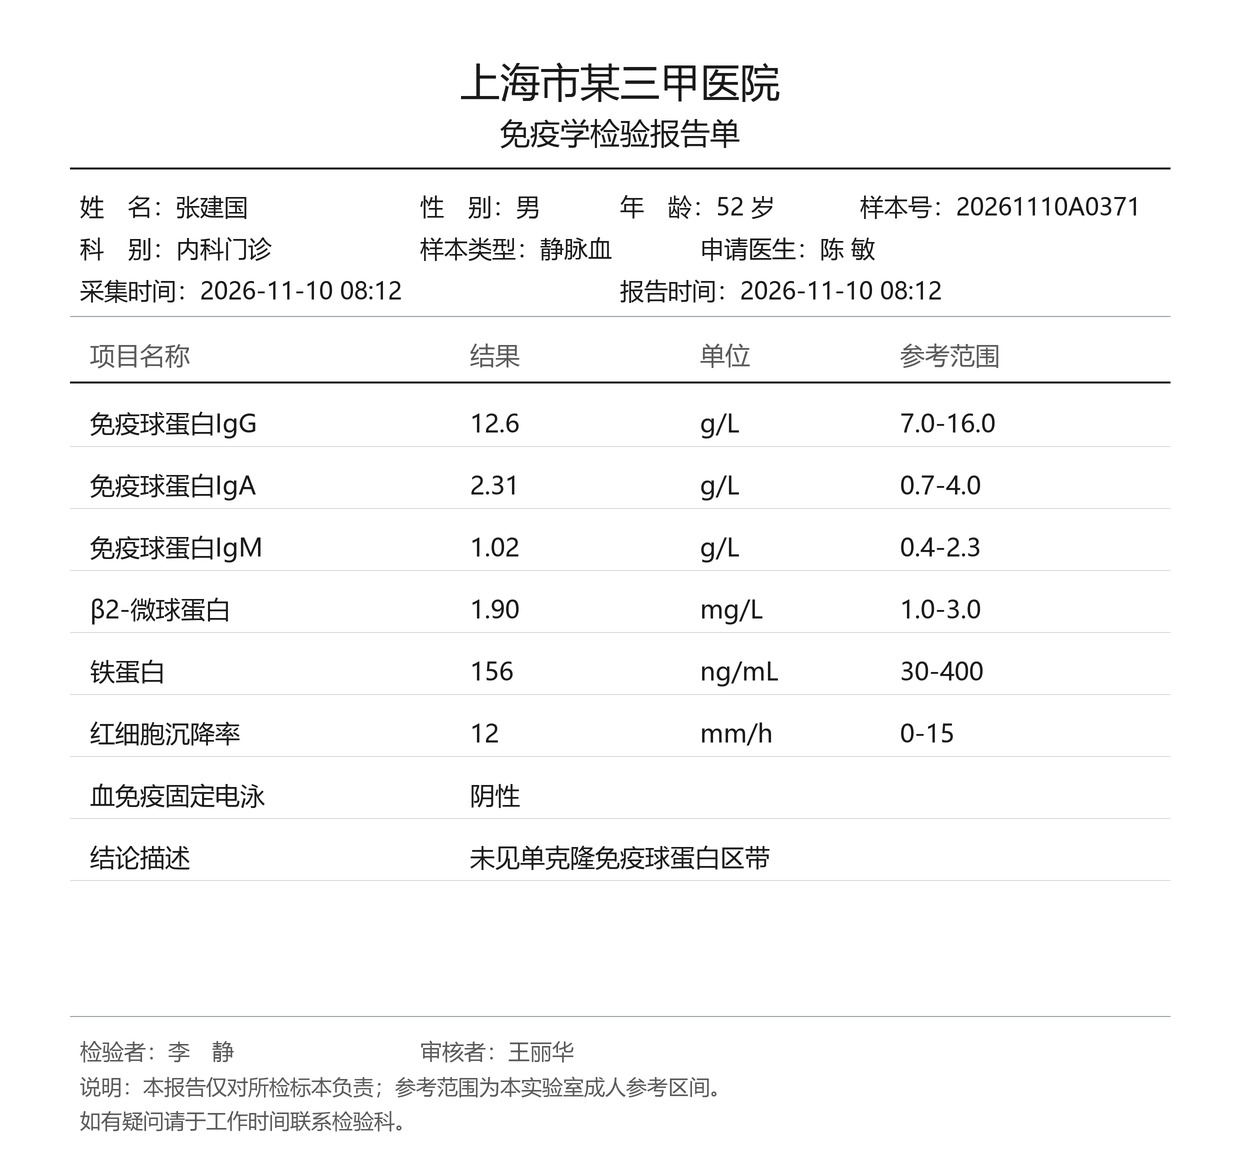 上海市某三甲医院
免疫学检验报告单
姓　名：张建国　性　别：男　年　龄：52 岁　样本号：20261110A0371
科　别：内科门诊　样本类型：静脉血　申请医生：陈 敏
采集时间：2026-11-10 08:12　报告时间：2026-11-10 08:12
项目名称　结果　单位　参考范围
免疫球蛋白IgG　12.6　g/L　7.0-16.0
免疫球蛋白IgA　2.31　g/L　0.7-4.0
免疫球蛋白IgM　1.02　g/L　0.4-2.3
β2-微球蛋白　1.90　mg/L　1.0-3.0
铁蛋白　156　ng/mL　30-400
红细胞沉降率　12　mm/h　0-15
血免疫固定电泳　阴性
结论描述　未见单克隆免疫球蛋白区带
检验者：李　静　审核者：王丽华
说明：本报告仅对所检标本负责；参考范围为本实验室成人参考区间。
如有疑问请于工作时间联系检验科。